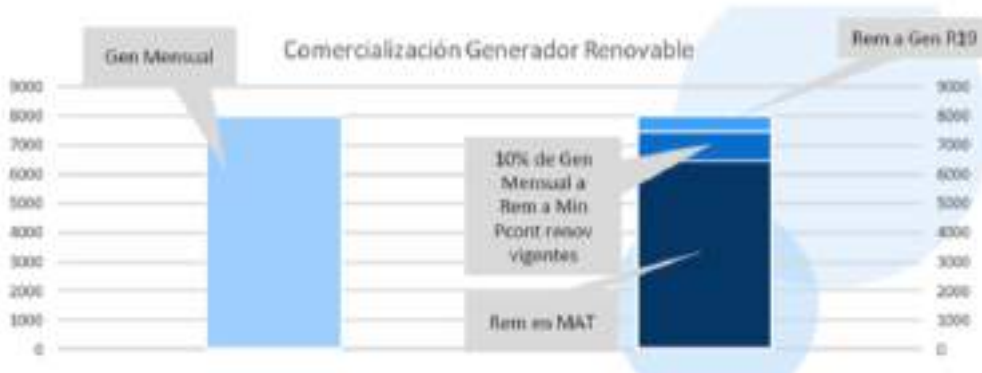 Gen Mensual
Comercialización Generador Renovable
Rem a Gen R19
9000
8000
7000
6000
5000
4000
3000
2000
1000
0
10% de Gen
Mensual a
Rem a Min
Pcont renov
vigentes
Rem en MAT
9000
8000
7000
6000
5000
4000
3000
2000
1000
0